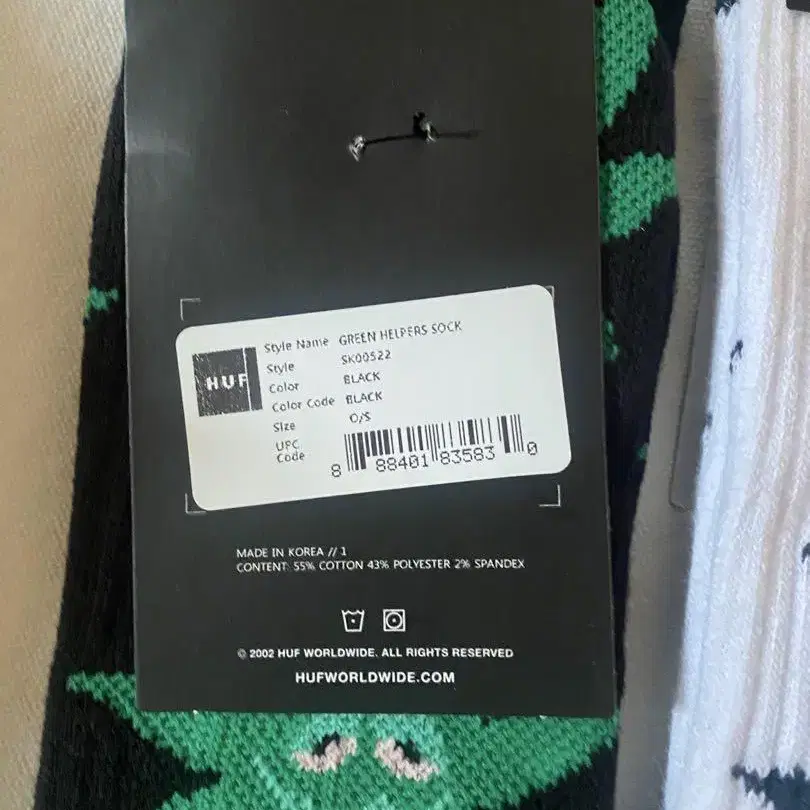 HUF
Style Name GREEN HELPERS SOCK
Style SK00522
Color BLACK
Color Code BLACK
Size O/S
UPC
Code
8 88401 83583 0
MADE IN KOREA // 1
CONTENT: 55% COTTON 43% POLYESTER 2% SPANDEX
© 2002 HUF WORLDWIDE. ALL RIGHTS RESERVED
HUFWORLDWIDE.COM